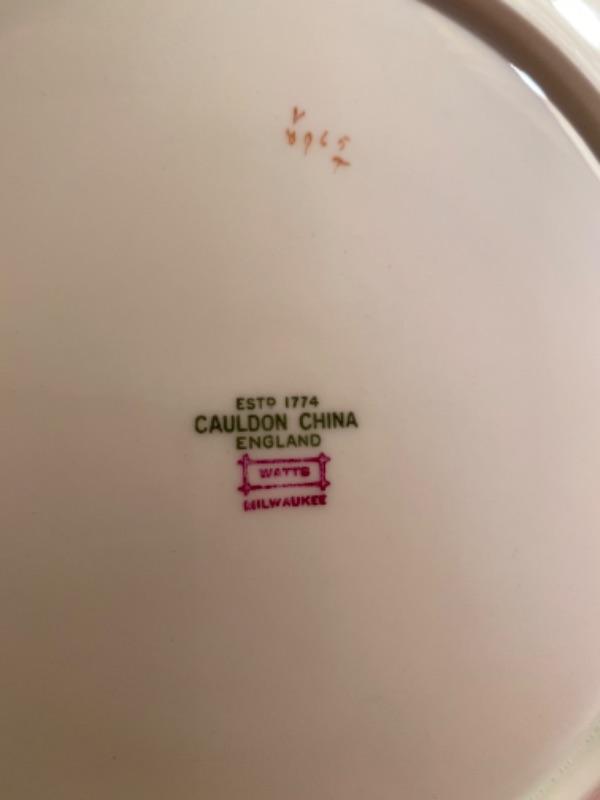 ESTD 1774
CAULDON CHINA
ENGLAND
WATTS
MILWAUKEE